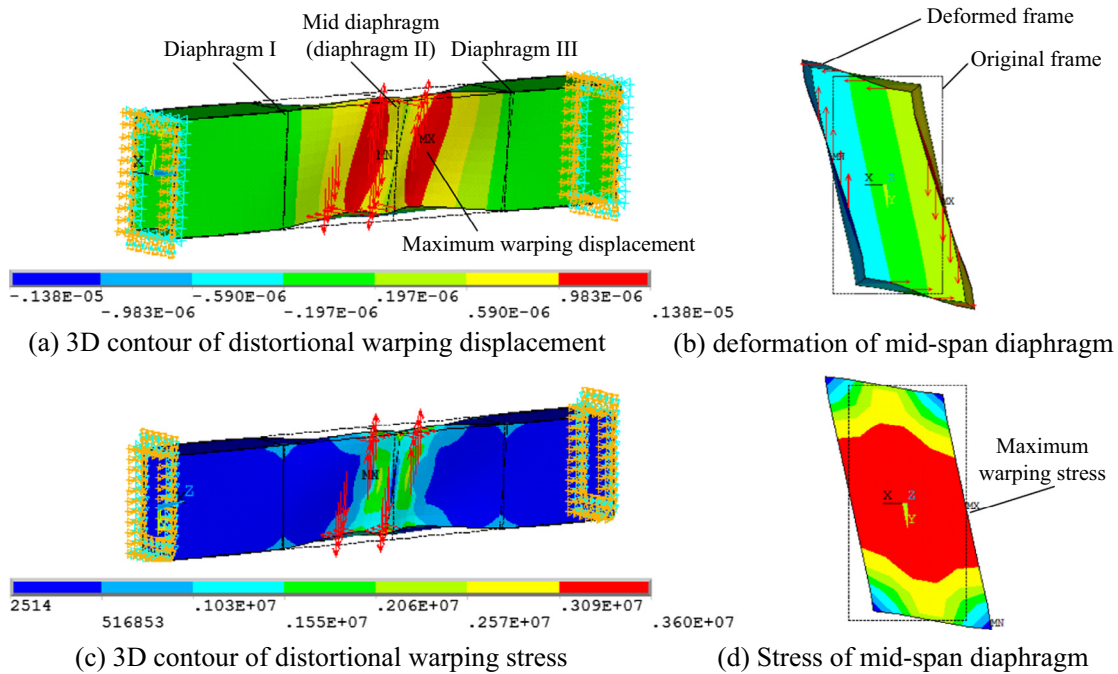 Mid diaphragm
(diaphragm II)
Diaphragm I
Diaphragm III
X
MN
MX
Maximum warping displacement
-.138E-05
-.590E-06
.197E-06
.983E-06
-.983E-06
-.197E-06
.590E-06
.138E-05
(a) 3D contour of distortional warping displacement
Deformed frame
Original frame
MN
X
Z
Y
MX
(b) deformation of mid-span diaphragm
Z
MX
2514
.103E+07
.206E+07
.309E+07
516853
.155E+07
.257E+07
.360E+07
(c) 3D contour of distortional warping stress
Maximum
warping stress
X
Z
Y
MX
MN
(d) Stress of mid-span diaphragm